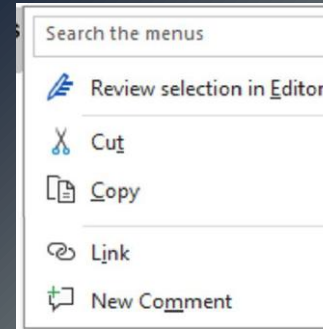 Search the menus
Review selection in Editor
Cut
Copy
Link
New Comment